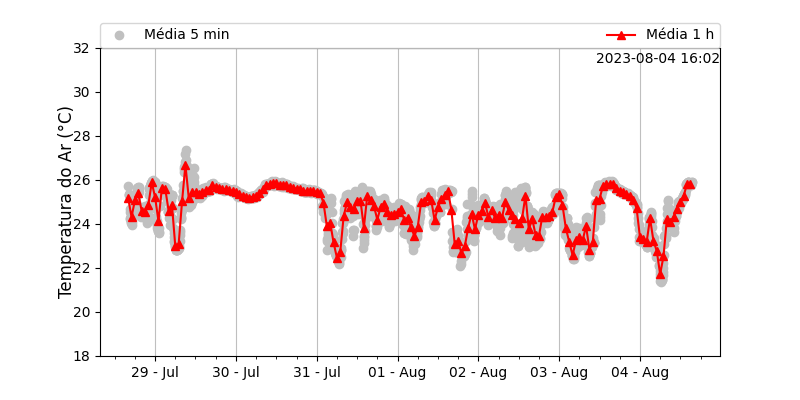 Média 5 min
Média 1 h
2023-08-04 16:02
Temperatura do Ar (°C)
32
30
28
26
24
22
20
18
29 - Jul
30 - Jul
31 - Jul
01 - Aug
02 - Aug
03 - Aug
04 - Aug